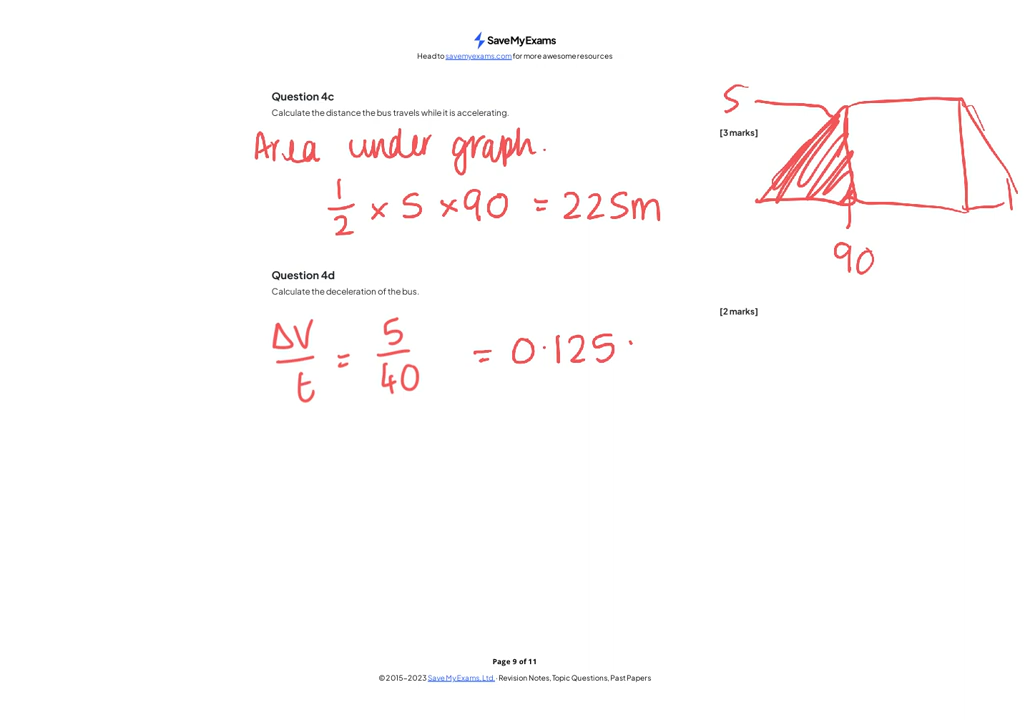 SaveMyExams
Head to savemyexams.com for more awesome resources
Question 4c
Calculate the distance the bus travels while it is accelerating.
[3 marks]
5
Area under graph.
1/2 × 5 × 90 = 225m
90
Question 4d
Calculate the deceleration of the bus.
[2 marks]
ΔV/t = 5/40 = 0.125.
Page 9 of 11
©2015-2023 Save My Exams, Ltd. · Revision Notes, Topic Questions, Past Papers